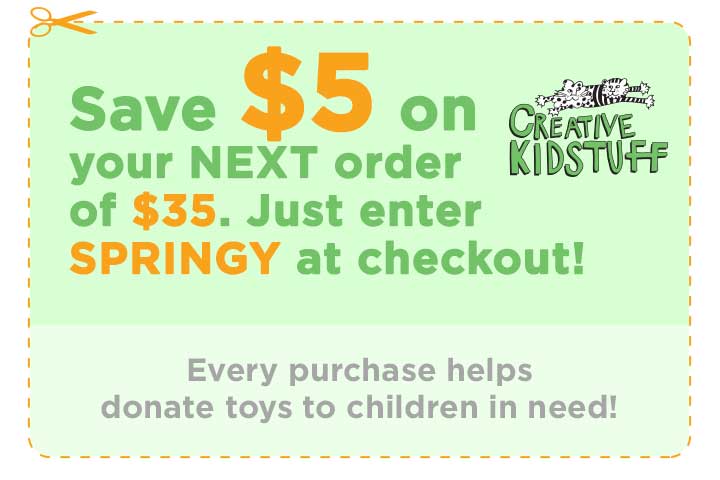 Save $5 on
your NEXT order
of $35. Just enter
SPRINGY at checkout!
CREATIVE
KIDSTUFF
Every purchase helps
donate toys to children in need!